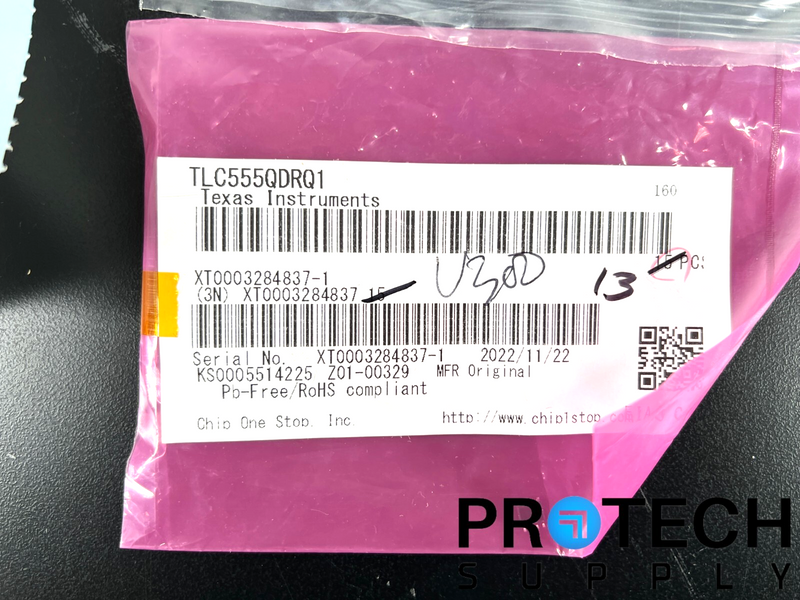 TLC555QDRQ1
Texas Instruments
160
15 PCS
XT0003284837-1
(3N) XT0003284837 15
U300
13
Serial No. XT0003284837-1 2022/11/22
KS0005514225 Z01-00329 MFR Original
Pb-Free/RoHS compliant
Chip One Stop, Inc.
http://www.chip1stop.c
PROTECH
SUPPLY